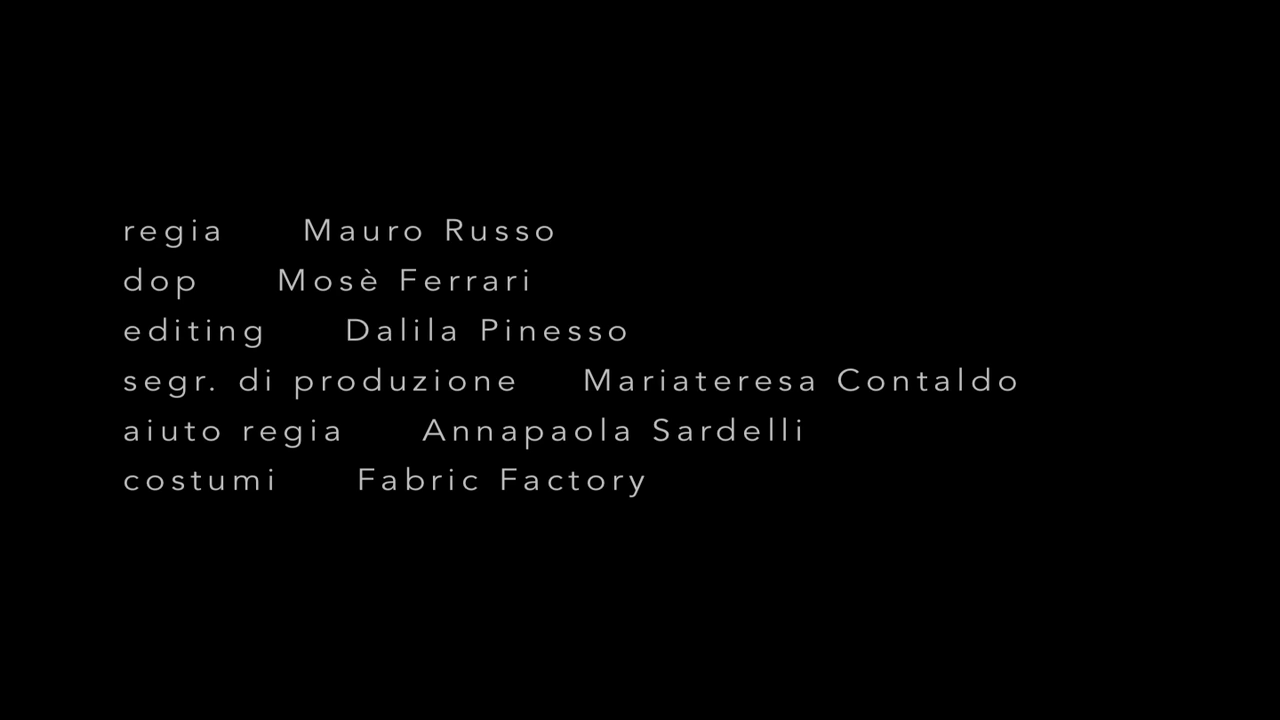 regia Mauro Russo
dop Mosè Ferrari
editing Dalila Pinesso
segr. di produzione Mariateresa Contaldo
aiuto regia Annapaola Sardelli
costumi Fabric Factory